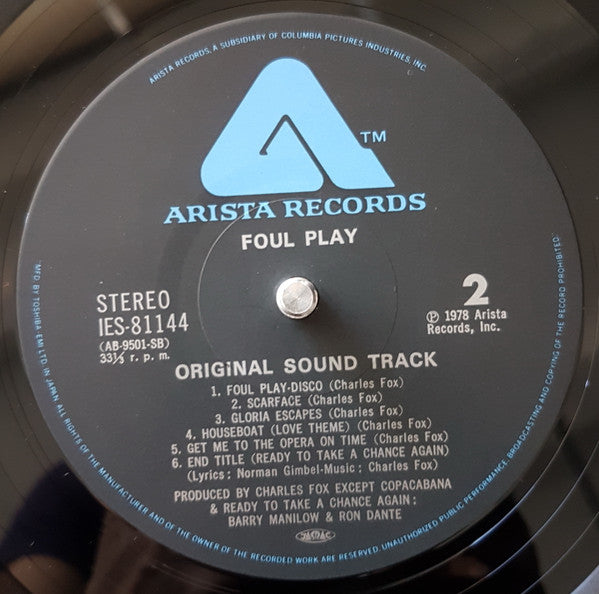 ARISTA RECORDS, A SUBSIDIARY OF COLUMBIA PICTURES INDUSTRIES, INC.
TM
ARISTA RECORDS
FOUL PLAY
STEREO
IES-81144
(AB-9501-SB)
33⅓ r. p. m.
2
Ⓟ 1978 Arista
Records, Inc.
ORIGiNAL SOUND TRACK
1. FOUL PLAY·DISCO (Charles Fox)
2. SCARFACE (Charles Fox)
3. GLORIA ESCAPES (Charles Fox)
4. HOUSEBOAT (LOVE THEME) (Charles Fox)
5. GET ME TO THE OPERA ON TIME (Charles Fox)
6. END TITLE (READY TO TAKE A CHANCE AGAIN)
(Lyrics : Norman Gimbel·Music : Charles Fox)
PRODUCED BY CHARLES FOX EXCEPT COPACABANA
& READY TO TAKE A CHANCE AGAIN :
BARRY MANILOW & RON DANTE
JASRAC
MFD. BY TOSHIBA-EMI LTD. IN JAPAN. ALL RIGHTS OF THE MANUFACTURER AND OF THE OWNER OF THE RECORDED WORK ARE RESERVED. UNAUTHORIZED PUBLIC PERFORMANCE, BROADCASTING AND COPYING OF THE RECORD PROHIBITED.